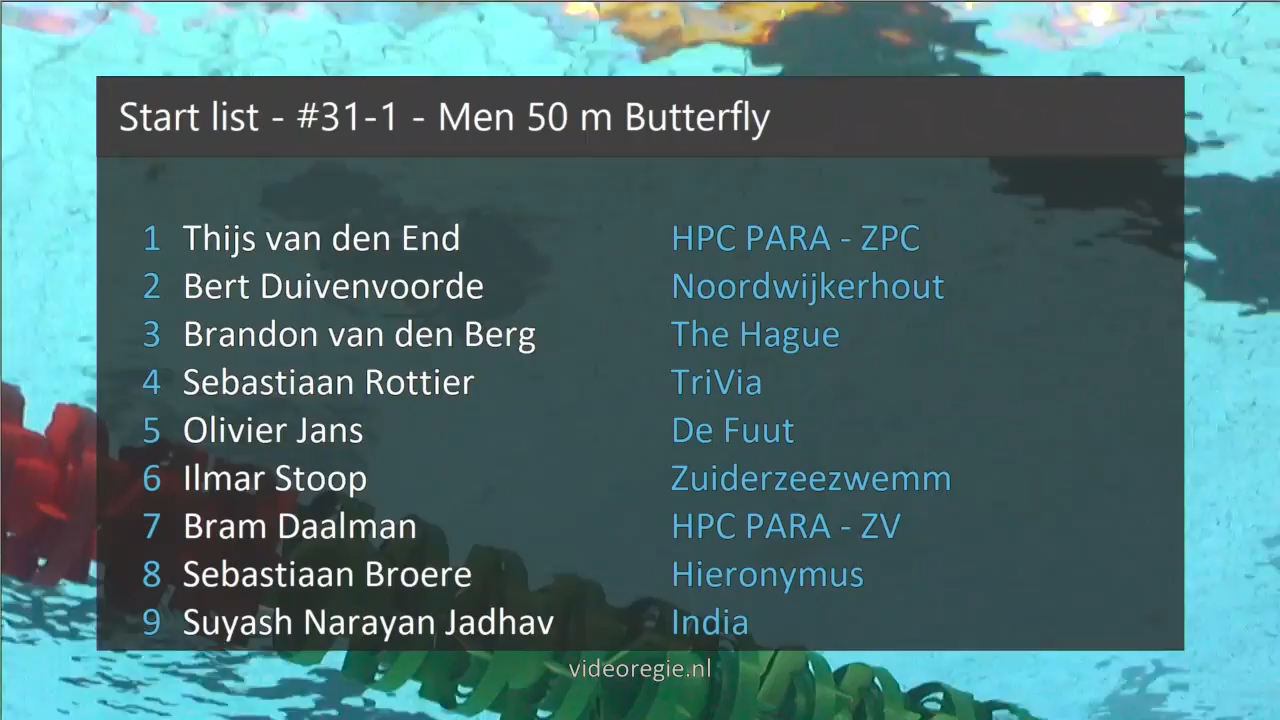 Start list - #31-1 - Men 50 m Butterfly
1 Thijs van den End HPC PARA - ZPC
2 Bert Duivenvoorde Noordwijkerhout
3 Brandon van den Berg The Hague
4 Sebastiaan Rottier TriVia
5 Olivier Jans De Fuut
6 Ilmar Stoop Zuiderzeezwemm
7 Bram Daalman HPC PARA - ZV
8 Sebastiaan Broere Hieronymus
9 Suyash Narayan Jadhav India
videoregie.nl